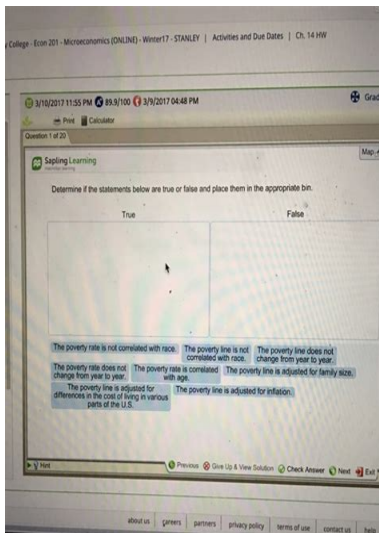 College - Econ 201 - Microeconomics (ONLINE) - Winter17 - STANLEY | Activities and Due Dates | Ch. 14 HW
3/10/2017 11:55 PM 89.9/100 3/9/2017 04:48 PM
Print Calculator
Question 1 of 20
Map
Sapling Learning
Determine if the statements below are true or false and place them in the appropriate bin.
True False
The poverty rate is not correlated with race.
The poverty line is not
correlated with race.
The poverty line does not
change from year to year.
The poverty rate does not
change from year to year.
The poverty rate is correlated
with age.
The poverty line is adjusted for family size.
The poverty line is adjusted for
differences in the cost of living in various
parts of the U.S.
The poverty line is adjusted for inflation.
Hint
Previous Give Up & View Solution Check Answer Next Exit
about us careers partners privacy policy terms of use contact us help